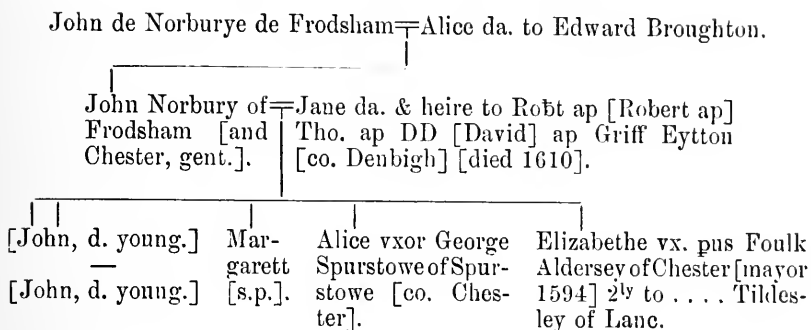 John de Norburye de Frodsham=Alice da. to Edward Broughton.
John Norbury of Frodsham [and Chester, gent.].
=
Jane da. & heire to Robt ap [Robert ap] Tho. ap DD [David] ap Griff Eytton [co. Denbigh] [died 1610].
[John, d. young.]
—
[John, d. young.]
Mar-
garett
[s.p.].
Alice vxor George
Spurstowe of Spur-
stowe [co. Ches-
ter].
Elizabethe vx. pus Foulk
Aldersey of Chester [mayor
1594] 2ly to . . . . Tildes-
ley of Lanc.